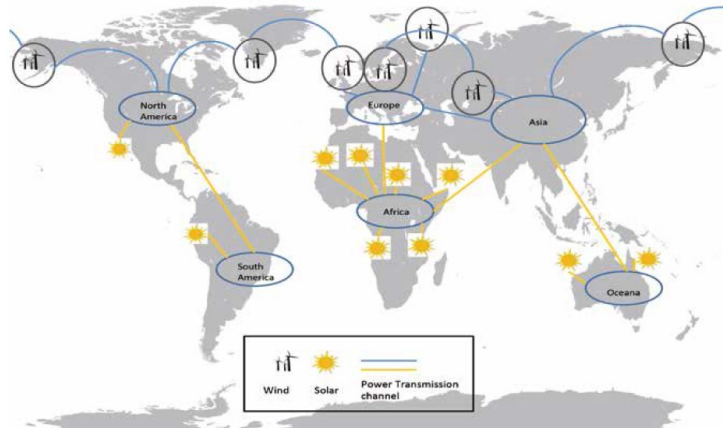 North
America
Europe
Asia
Africa
South
America
Oceana
Wind
Solar
Power Transmission
channel